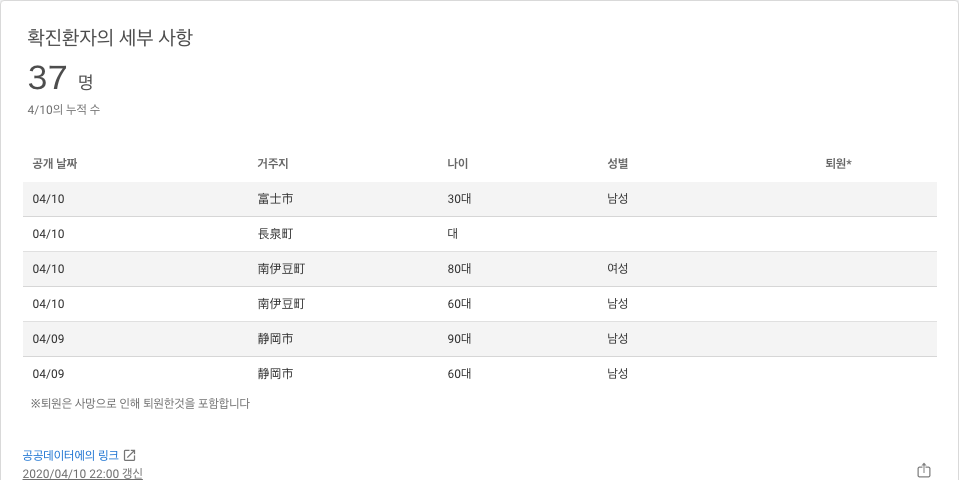 확진환자의 세부 사항
37 명
4/10의 누적 수
공개 날짜 거주지 나이 성별 퇴원*
04/10 富士市 30대 남성
04/10 長泉町 대
04/10 南伊豆町 80대 여성
04/10 南伊豆町 60대 남성
04/09 静岡市 90대 남성
04/09 静岡市 60대 남성
※퇴원은 사망으로 인해 퇴원한것을 포함합니다
공공데이터에의 링크
2020/04/10 22:00 갱신